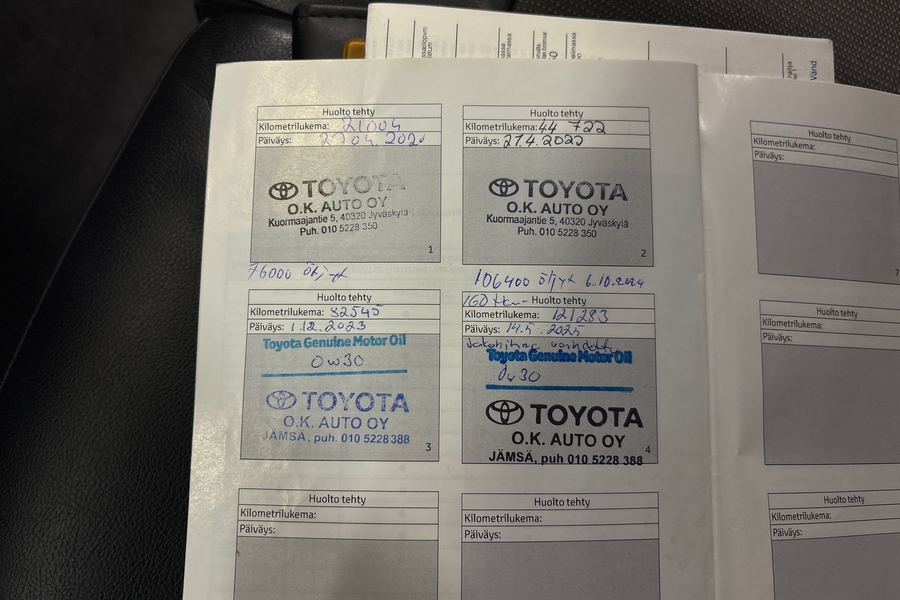 Huolto tehty
Kilometrilukema: 21004
Päiväys: 27.04.2021
TOYOTA
O.K. AUTO OY
Kuormaajantie 5, 40320 Jyväskylä
Puh. 010 5228 350
1
Huolto tehty
Kilometrilukema: 44 722
Päiväys: 27.4.2022
TOYOTA
O.K. AUTO OY
Kuormaajantie 5, 40320 Jyväskylä
Puh. 010 5228 350
2
76000 öljyt
106400 öljyt 6.10.2024
Huolto tehty
Kilometrilukema: 82545
Päiväys: 1.12.2023
Toyota Genuine Motor Oil
0w30
TOYOTA
O.K. AUTO OY
JÄMSÄ, puh. 010 5228 388
3
Huolto tehty
Kilometrilukema: 121283
Päiväys: 14.5.2025
Toyota Genuine Motor Oil
0w30
TOYOTA
O.K. AUTO OY
JÄMSÄ, puh 010 5228 388
4
Huolto tehty
Kilometrilukema:
Päiväys:
Huolto tehty
Kilometrilukema:
Päiväys:
Huolto tehty
Kilometrilukema:
Päiväys:
7
Huolto tehty
Kilometrilukema:
Päiväys:
Huolto tehty
Kilometrilukema:
Päiväys:
Vänd